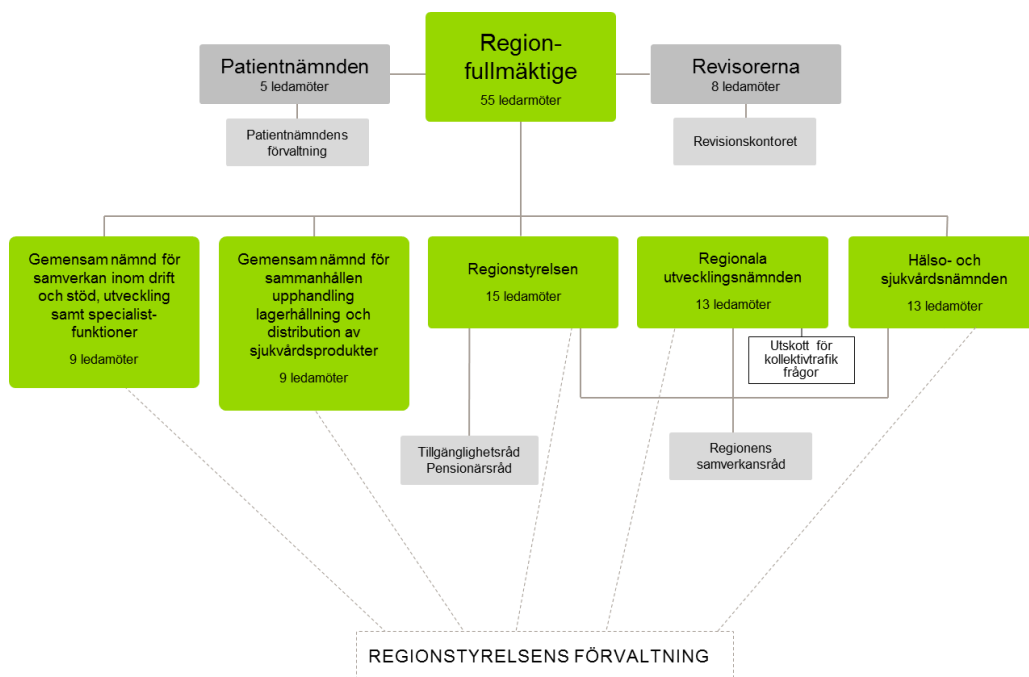 Region-
fullmäktige
55 ledarmöter
Patientnämnden
5 ledamöter
Revisorerna
8 ledamöter
Patientnämndens
förvaltning
Revisionskontoret
Gemensam nämnd för
samverkan inom drift
och stöd, utveckling
samt specialist-
funktioner
9 ledamöter
Gemensam nämnd för
sammanhållen
upphandling
lagerhållning och
distribution av
sjukvårdsprodukter
9 ledamöter
Regionstyrelsen
15 ledamöter
Regionala
utvecklingsnämnden
13 ledamöter
Hälso- och
sjukvårdsnämnden
13 ledamöter
Utskott för
kollektivtrafik
frågor
Tillgänglighetsråd
Pensionärsråd
Regionens
samverkansråd
REGIONSTYRELSENS FÖRVALTNING